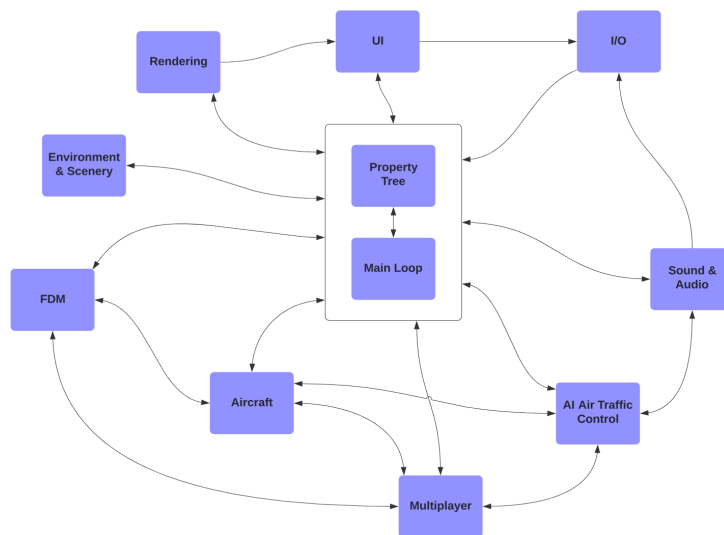 UI
I/O
Rendering
Environment
& Scenery
Property
Tree
Main Loop
FDM
Sound &
Audio
Aircraft
AI Air Traffic
Control
Multiplayer